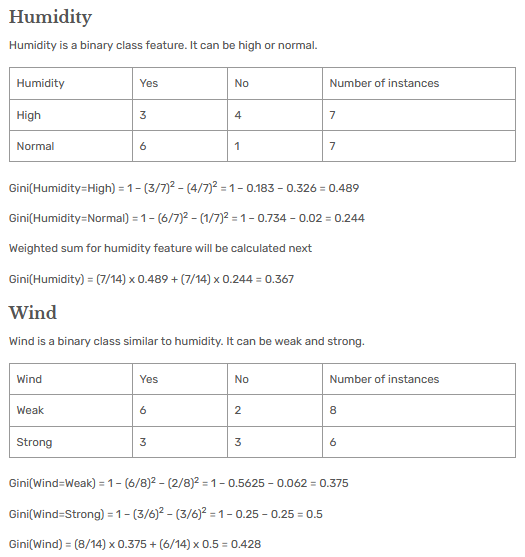 Humidity
Humidity is a binary class feature. It can be high or normal.
Humidity Yes No Number of instances
High 3 4 7
Normal 6 1 7
Gini(Humidity=High) = 1 – (3/7)² – (4/7)² = 1 – 0.183 – 0.326 = 0.489
Gini(Humidity=Normal) = 1 – (6/7)² – (1/7)² = 1 – 0.734 – 0.02 = 0.244
Weighted sum for humidity feature will be calculated next
Gini(Humidity) = (7/14) x 0.489 + (7/14) x 0.244 = 0.367
Wind
Wind is a binary class similar to humidity. It can be weak and strong.
Wind Yes No Number of instances
Weak 6 2 8
Strong 3 3 6
Gini(Wind=Weak) = 1 – (6/8)² – (2/8)² = 1 – 0.5625 – 0.062 = 0.375
Gini(Wind=Strong) = 1 – (3/6)² – (3/6)² = 1 – 0.25 – 0.25 = 0.5
Gini(Wind) = (8/14) x 0.375 + (6/14) x 0.5 = 0.428